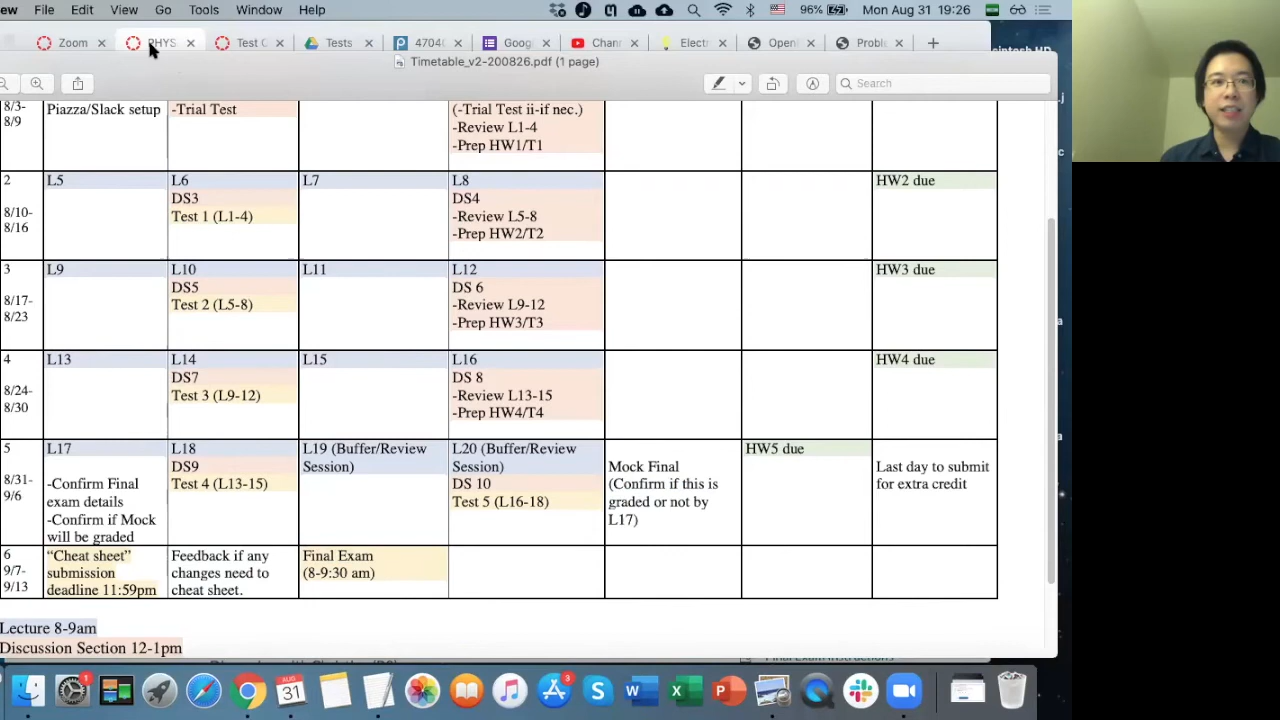 ew File Edit View Go Tools Window Help 96% Mon Aug 31 19:26
Zoom PHYS Test C Tests 4704( Goog Chann Electr Open Probl
Timetable_v2-200826.pdf (1 page)
Search
8/3-
8/9
Piazza/Slack setup
-Trial Test
(-Trial Test ii-if nec.)
-Review L1-4
-Prep HW1/T1
2
8/10-
8/16
L5
L6
DS3
Test 1 (L1-4)
L7
L8
DS4
-Review L5-8
-Prep HW2/T2
HW2 due
3
8/17-
8/23
L9
L10
DS5
Test 2 (L5-8)
L11
L12
DS 6
-Review L9-12
-Prep HW3/T3
HW3 due
4
8/24-
8/30
L13
L14
DS7
Test 3 (L9-12)
L15
L16
DS 8
-Review L13-15
-Prep HW4/T4
HW4 due
5
8/31-
9/6
L17
-Confirm Final
exam details
-Confirm if Mock
will be graded
L18
DS9
Test 4 (L13-15)
L19 (Buffer/Review
Session)
L20 (Buffer/Review
Session)
DS 10
Test 5 (L16-18)
Mock Final
(Confirm if this is
graded or not by
L17)
HW5 due
Last day to submit
for extra credit
6
9/7-
9/13
“Cheat sheet”
submission
deadline 11:59pm
Feedback if any
changes need to
cheat sheet.
Final Exam
(8-9:30 am)
Lecture 8-9am
Discussion Section 12-1pm